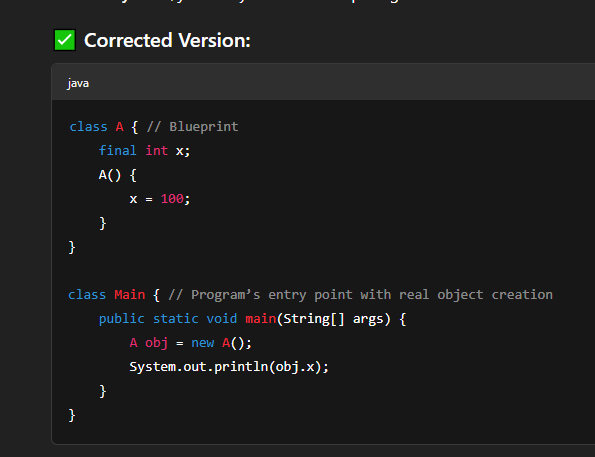 ✅ Corrected Version:
java
class A { // Blueprint
    final int x;
    A() {
        x = 100;
    }
}
class Main { // Program’s entry point with real object creation
    public static void main(String[] args) {
        A obj = new A();
        System.out.println(obj.x);
    }
}